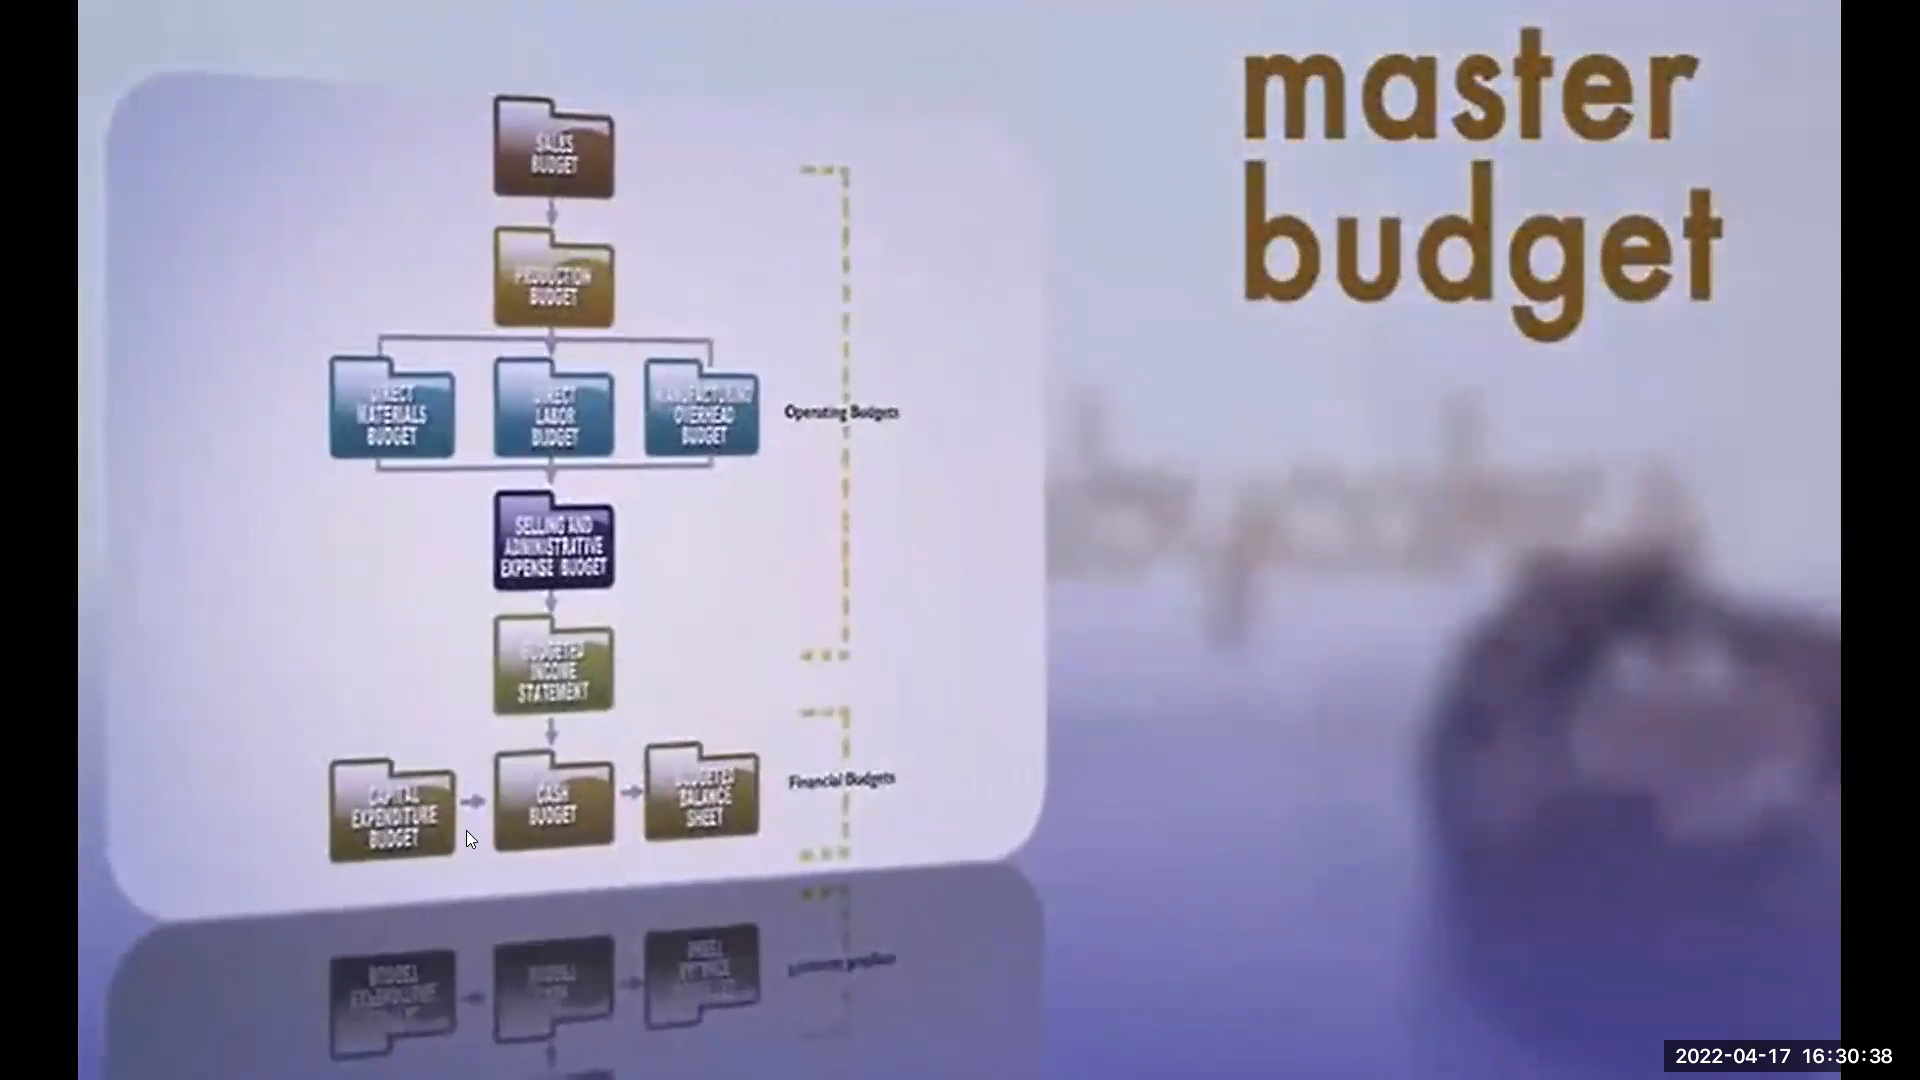 master
budget
SALES
BUDGET
PRODUCTION
BUDGET
DIRECT
MATERIALS
BUDGET
DIRECT
LABOR
BUDGET
MANUFACTURING
OVERHEAD
BUDGET
Operating Budgets
SELLING AND
ADMINISTRATIVE
EXPENSE BUDGET
BUDGETED
INCOME
STATEMENT
CAPITAL
EXPENDITURE
BUDGET
CASH
BUDGET
BUDGETED
BALANCE
SHEET
Financial Budgets
2022-04-17 16:30:38